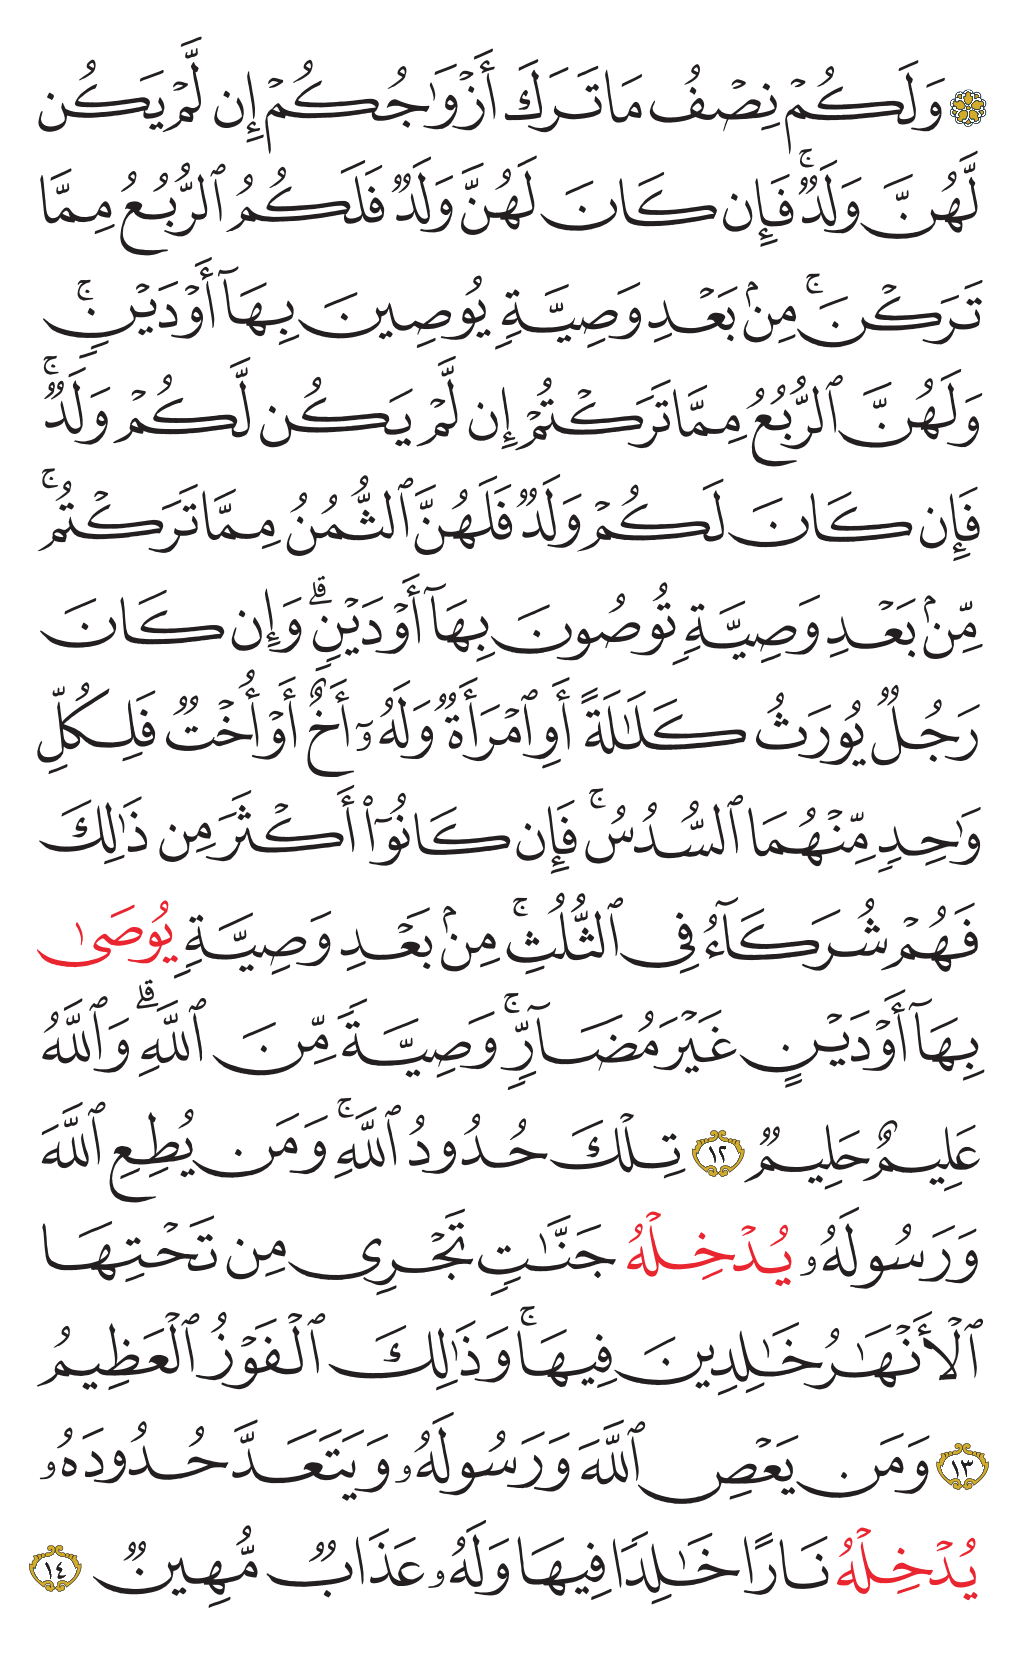 ۞ وَلَكُمۡ نِصۡفُ مَا تَرَكَ أَزۡوَٰجُكُمۡ إِن لَّمۡ يَكُن
لَّهُنَّ وَلَدٞۚ فَإِن كَانَ لَهُنَّ وَلَدٞ فَلَكُمُ ٱلرُّبُعُ مِمَّا
تَرَكۡنَۚ مِنۢ بَعۡدِ وَصِيَّةٖ يُوصِينَ بِهَآ أَوۡ دَيۡنٖۚ
وَلَهُنَّ ٱلرُّبُعُ مِمَّا تَرَكۡتُمۡ إِن لَّمۡ يَكُن لَّكُمۡ وَلَدٞۚ
فَإِن كَانَ لَكُمۡ وَلَدٞ فَلَهُنَّ ٱلثُّمُنُ مِمَّا تَرَكۡتُمۚ
مِّنۢ بَعۡدِ وَصِيَّةٖ تُوصُونَ بِهَآ أَوۡ دَيۡنٖۗ وَإِن كَانَ
رَجُلٞ يُورَثُ كَلَٰلَةً أَوِ ٱمۡرَأَةٞ وَلَهُۥٓ أَخٌ أَوۡ أُخۡتٞ فَلِكُلِّ
وَٰحِدٖ مِّنۡهُمَا ٱلسُّدُسُۚ فَإِن كَانُوٓاْ أَكۡثَرَ مِن ذَٰلِكَ
فَهُمۡ شُرَكَآءُ فِي ٱلثُّلُثِۚ مِنۢ بَعۡدِ وَصِيَّةٖ يُوصَىٰ
بِهَآ أَوۡ دَيۡنٍ غَيۡرَ مُضَآرّٖۚ وَصِيَّةٗ مِّنَ ٱللَّهِۗ وَٱللَّهُ
عَلِيمٌ حَلِيمٞ ١٢ تِلۡكَ حُدُودُ ٱللَّهِۚ وَمَن يُطِعِ ٱللَّهَ
وَرَسُولَهُۥ يُدۡخِلۡهُ جَنَّٰتٖ تَجۡرِي مِن تَحۡتِهَا
ٱلۡأَنۡهَٰرُ خَٰلِدِينَ فِيهَاۚ وَذَٰلِكَ ٱلۡفَوۡزُ ٱلۡعَظِيمُ
١٣ وَمَن يَعۡصِ ٱللَّهَ وَرَسُولَهُۥ وَيَتَعَدَّ حُدُودَهُۥ
يُدۡخِلۡهُ نَارًا خَٰلِدٗا فِيهَا وَلَهُۥ عَذَابٞ مُّهِينٞ ١٤